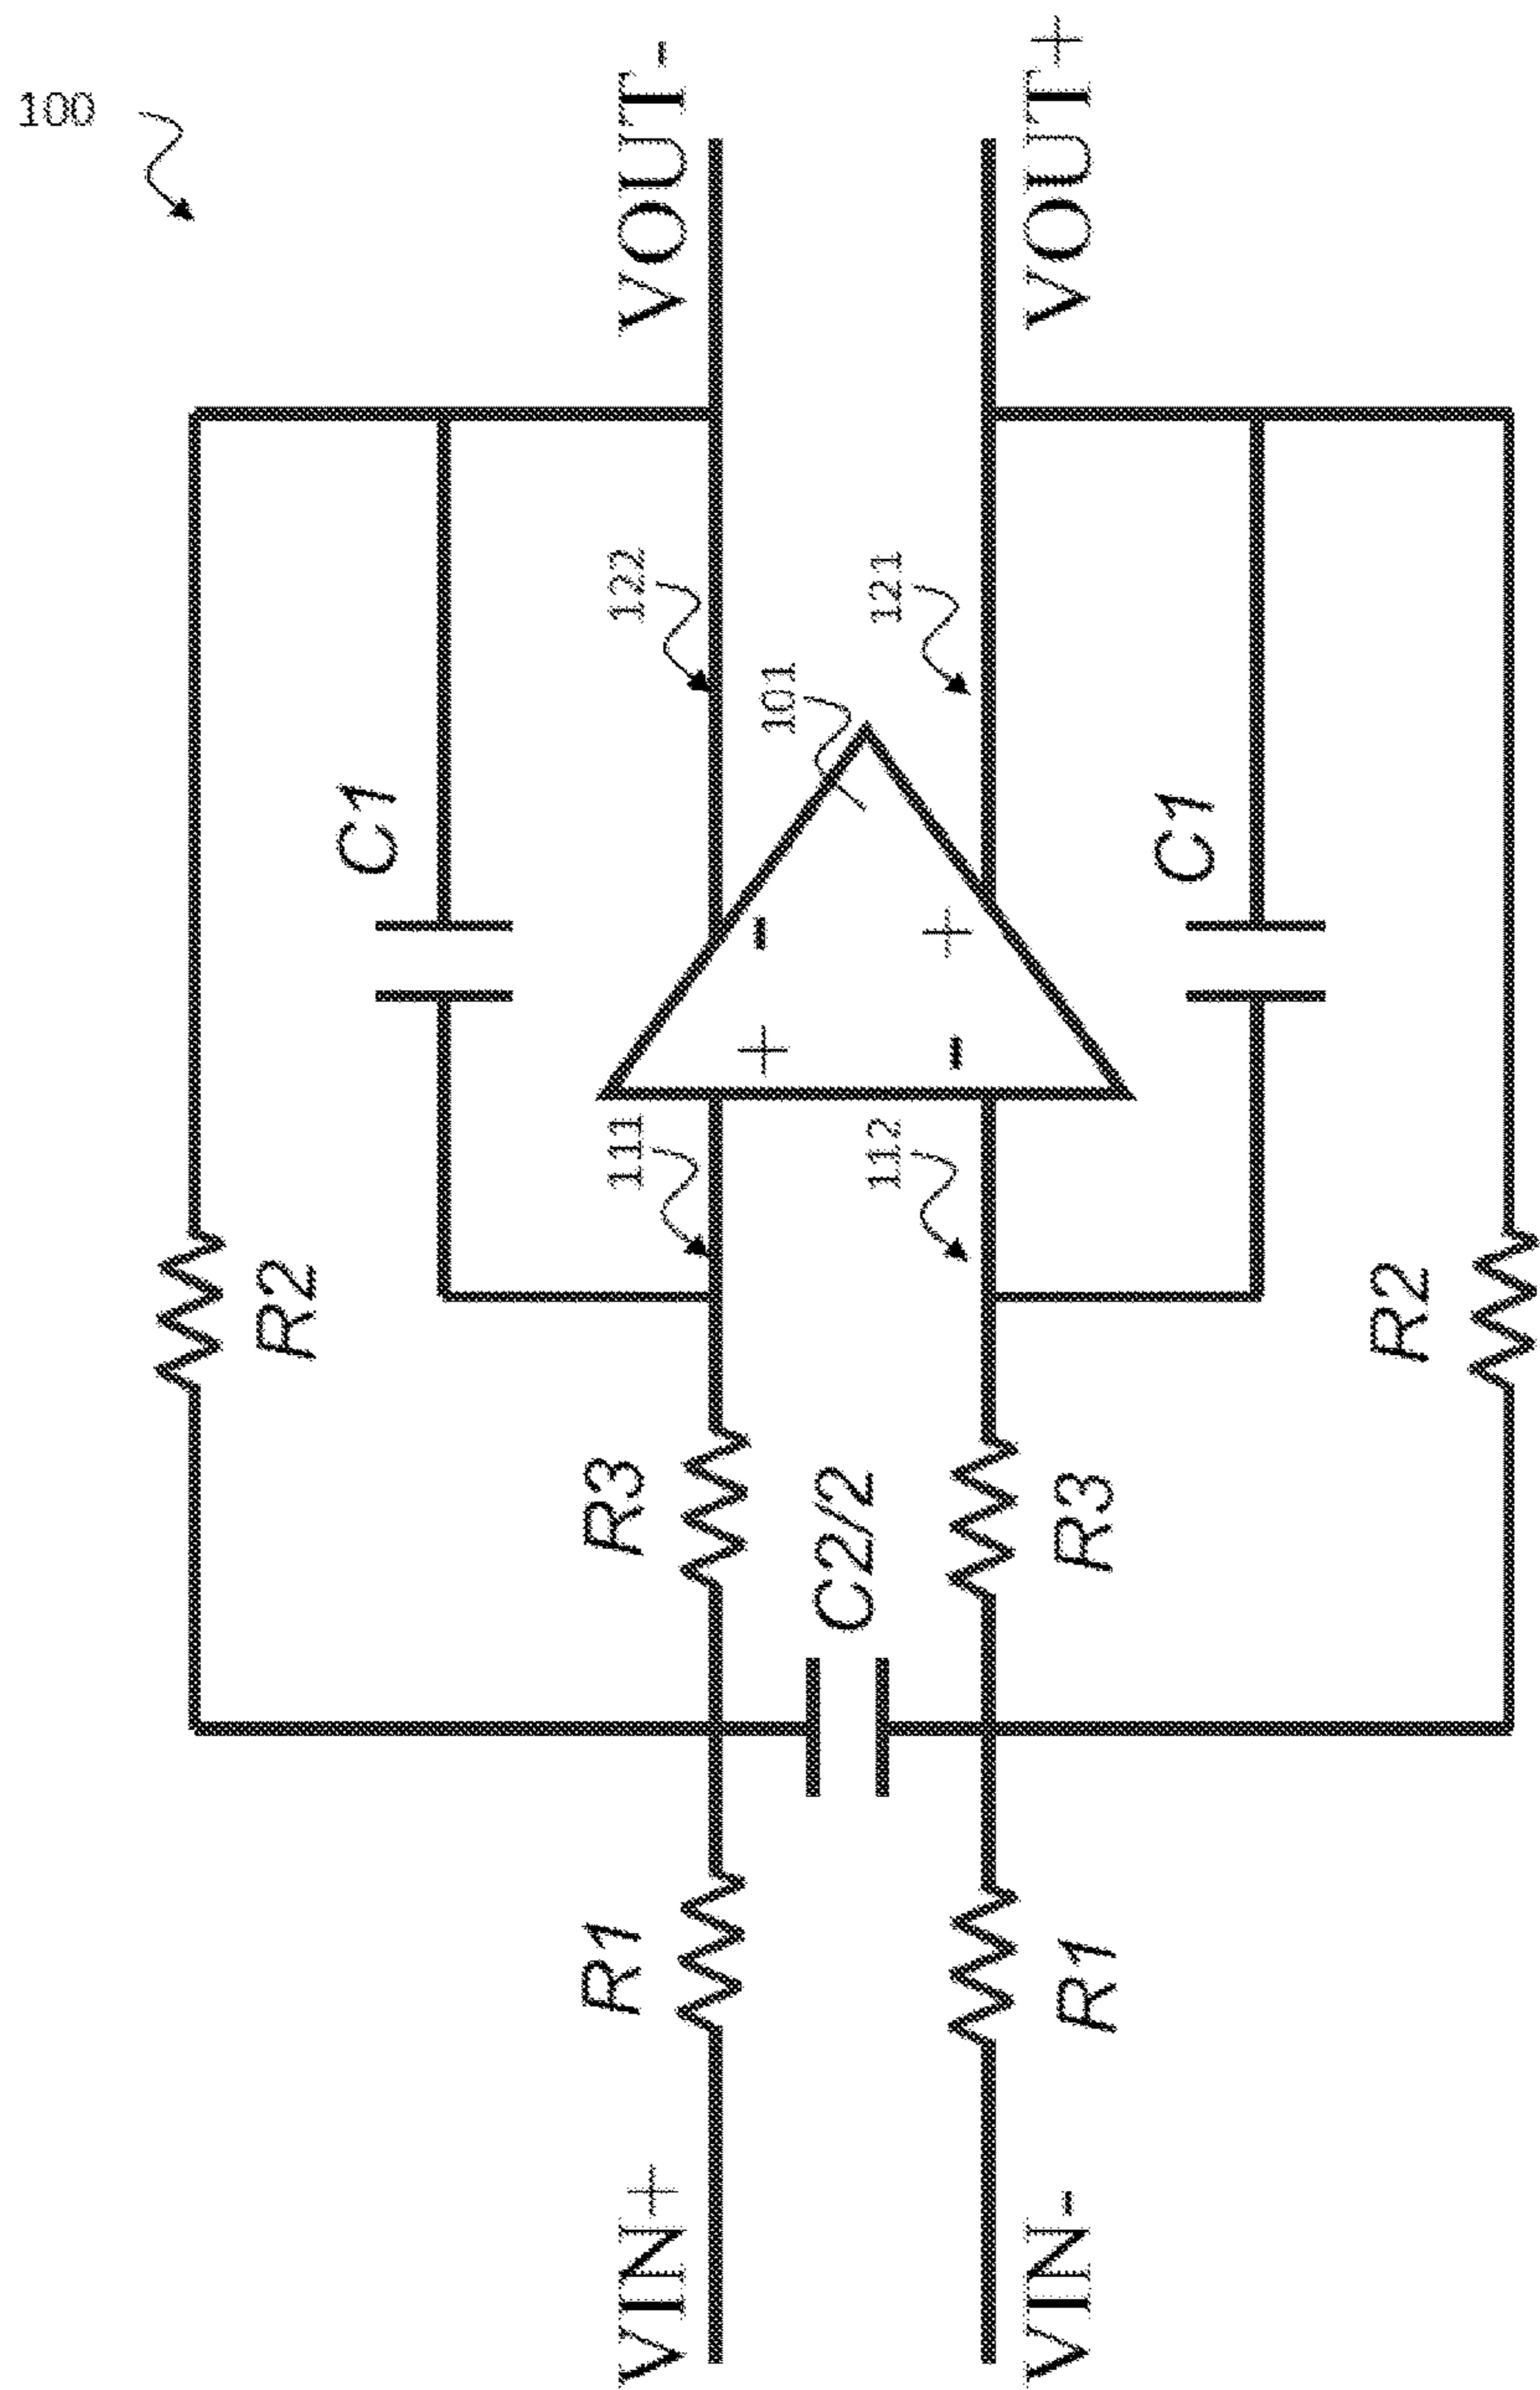 100
R2
C1
VIN+
R1
R3
111
+
-
122
VOUT-
C2/2
101
VIN-
R1
R3
112
-
+
121
VOUT+
C1
R2